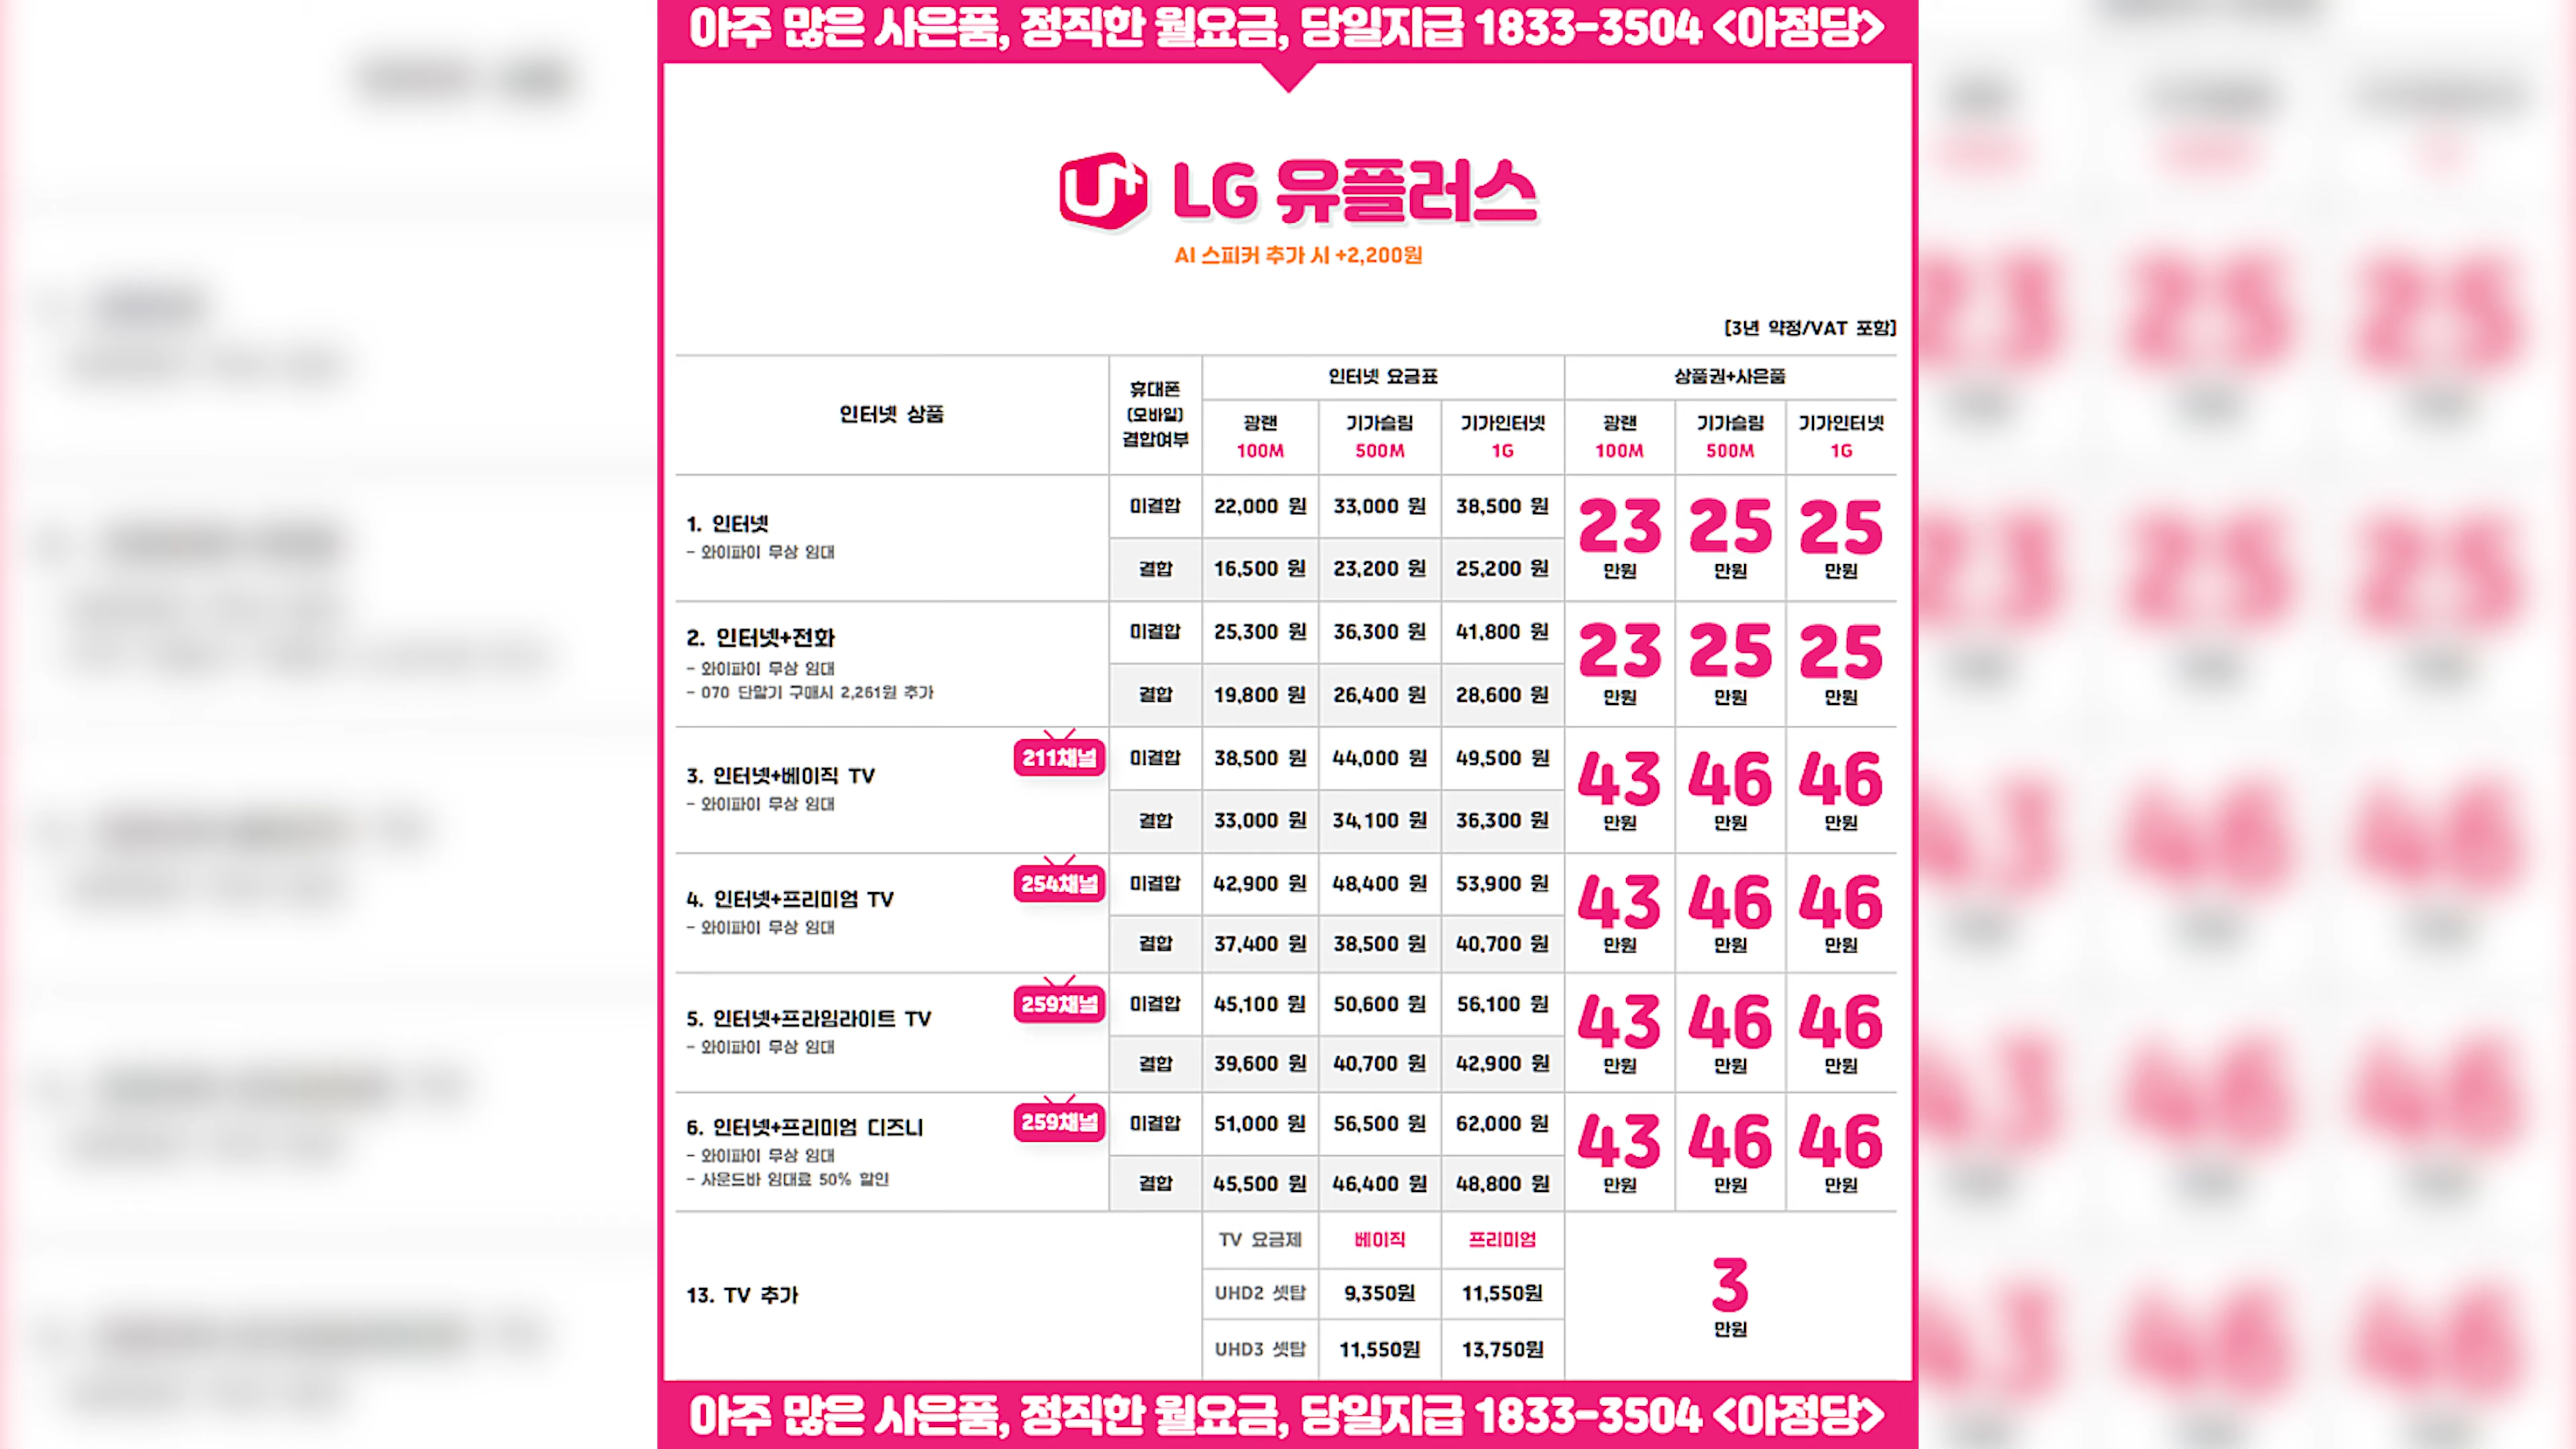 아주 많은 사은품, 정직한 월요금, 당일지급 1833-3504 <아정당>
U+ LG 유플러스
AI 스피커 추가 시 +2,200원
[3년 약정/VAT 포함]
인터넷 상품 휴대폰 (모바일) 결합여부 인터넷 요금표 상품권+사은품
광랜 기가슬림 기가인터넷 광랜 기가슬림 기가인터넷
100M 500M 1G 100M 500M 1G
1. 인터넷
- 와이파이 무상 임대
미결합 22,000 원 33,000 원 38,500 원
결합 16,500 원 23,200 원 25,200 원
23 만원 25 만원 25 만원
2. 인터넷+전화
- 와이파이 무상 임대
- 070 단말기 구매시 2,261원 추가
미결합 25,300 원 36,300 원 41,800 원
결합 19,800 원 26,400 원 28,600 원
23 만원 25 만원 25 만원
211채널
3. 인터넷+베이직 TV
- 와이파이 무상 임대
미결합 38,500 원 44,000 원 49,500 원
결합 33,000 원 34,100 원 36,300 원
43 만원 46 만원 46 만원
254채널
4. 인터넷+프리미엄 TV
- 와이파이 무상 임대
미결합 42,900 원 48,400 원 53,900 원
결합 37,400 원 38,500 원 40,700 원
43 만원 46 만원 46 만원
259채널
5. 인터넷+프라임라이트 TV
- 와이파이 무상 임대
미결합 45,100 원 50,600 원 56,100 원
결합 39,600 원 40,700 원 42,900 원
43 만원 46 만원 46 만원
259채널
6. 인터넷+프리미엄 디즈니
- 와이파이 무상 임대
- 사운드바 임대료 50% 할인
미결합 51,000 원 56,500 원 62,000 원
결합 45,500 원 46,400 원 48,800 원
43 만원 46 만원 46 만원
13. TV 추가
TV 요금제 베이직 프리미엄
UHD2 셋탑 9,350원 11,550원
UHD3 셋탑 11,550원 13,750원
3 만원
아주 많은 사은품, 정직한 월요금, 당일지급 1833-3504 <아정당>